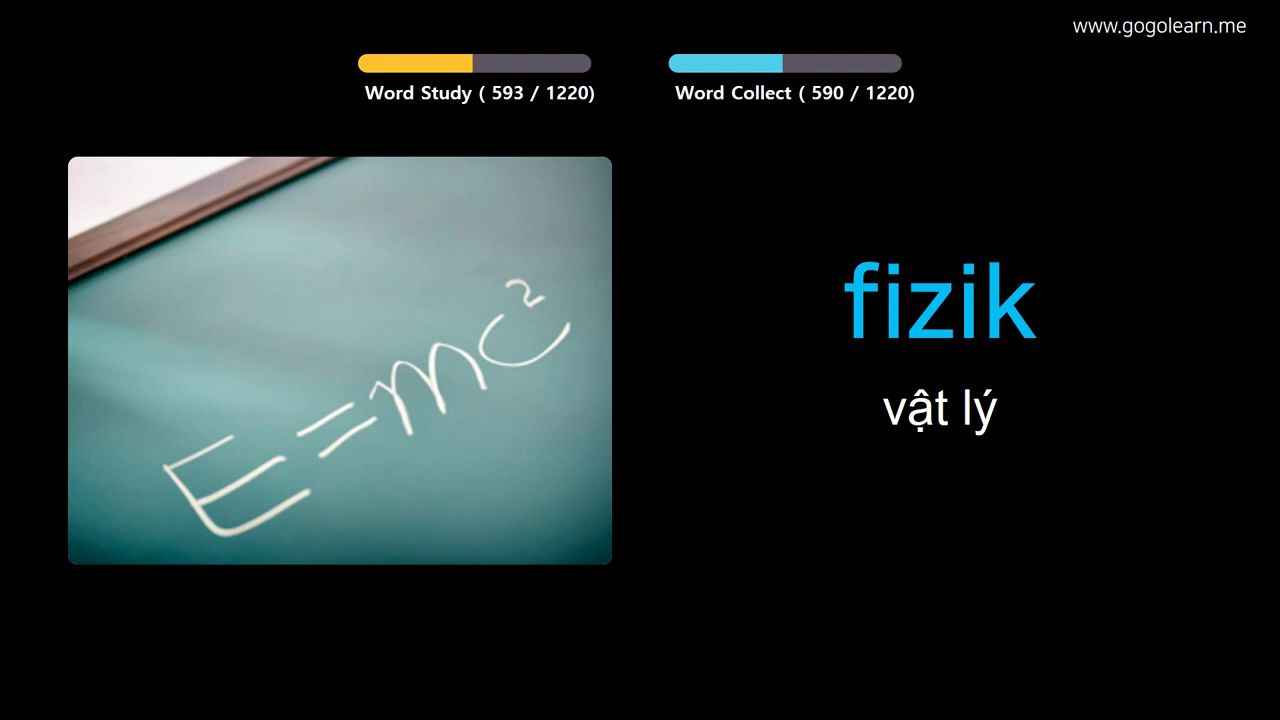 www.gogolearn.me
Word Study ( 593 / 1220)
Word Collect ( 590 / 1220)
E=mc²
fizik
vật lý